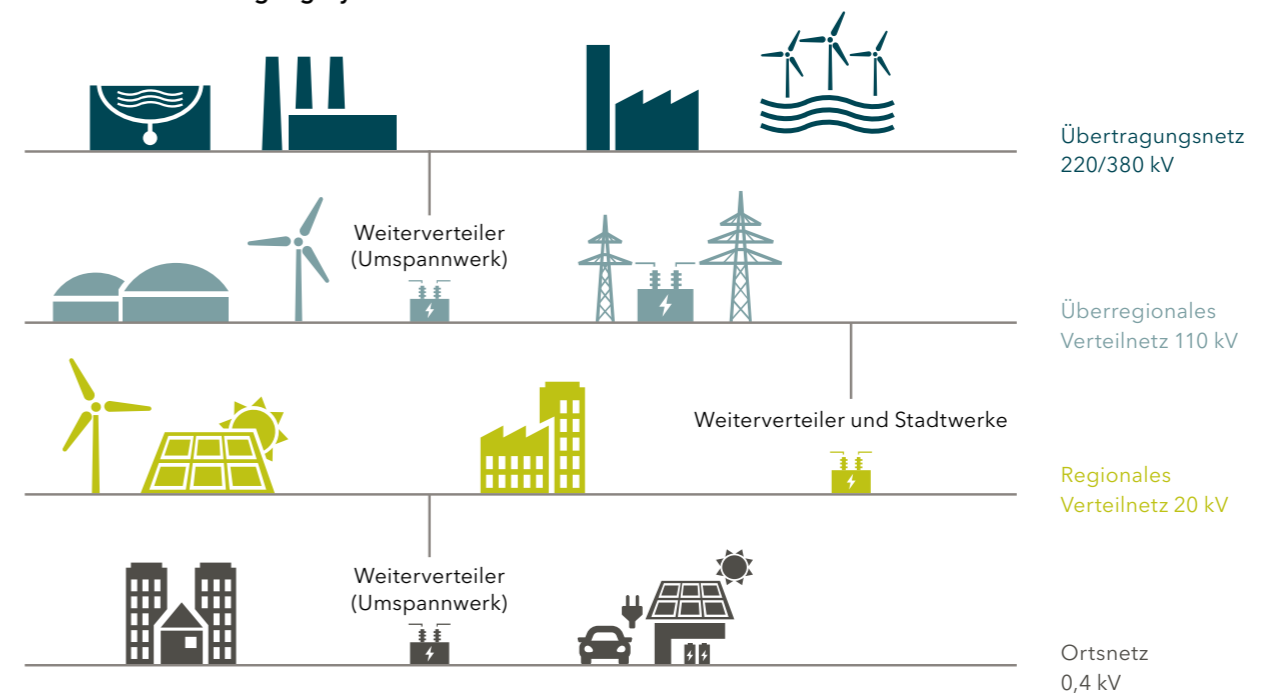 Übertragungsnetz
220/380 kV
Weiterverteiler
(Umspannwerk)
Überregionales
Verteilnetz 110 kV
Weiterverteiler und Stadtwerke
Regionales
Verteilnetz 20 kV
Weiterverteiler
(Umspannwerk)
Ortsnetz
0,4 kV